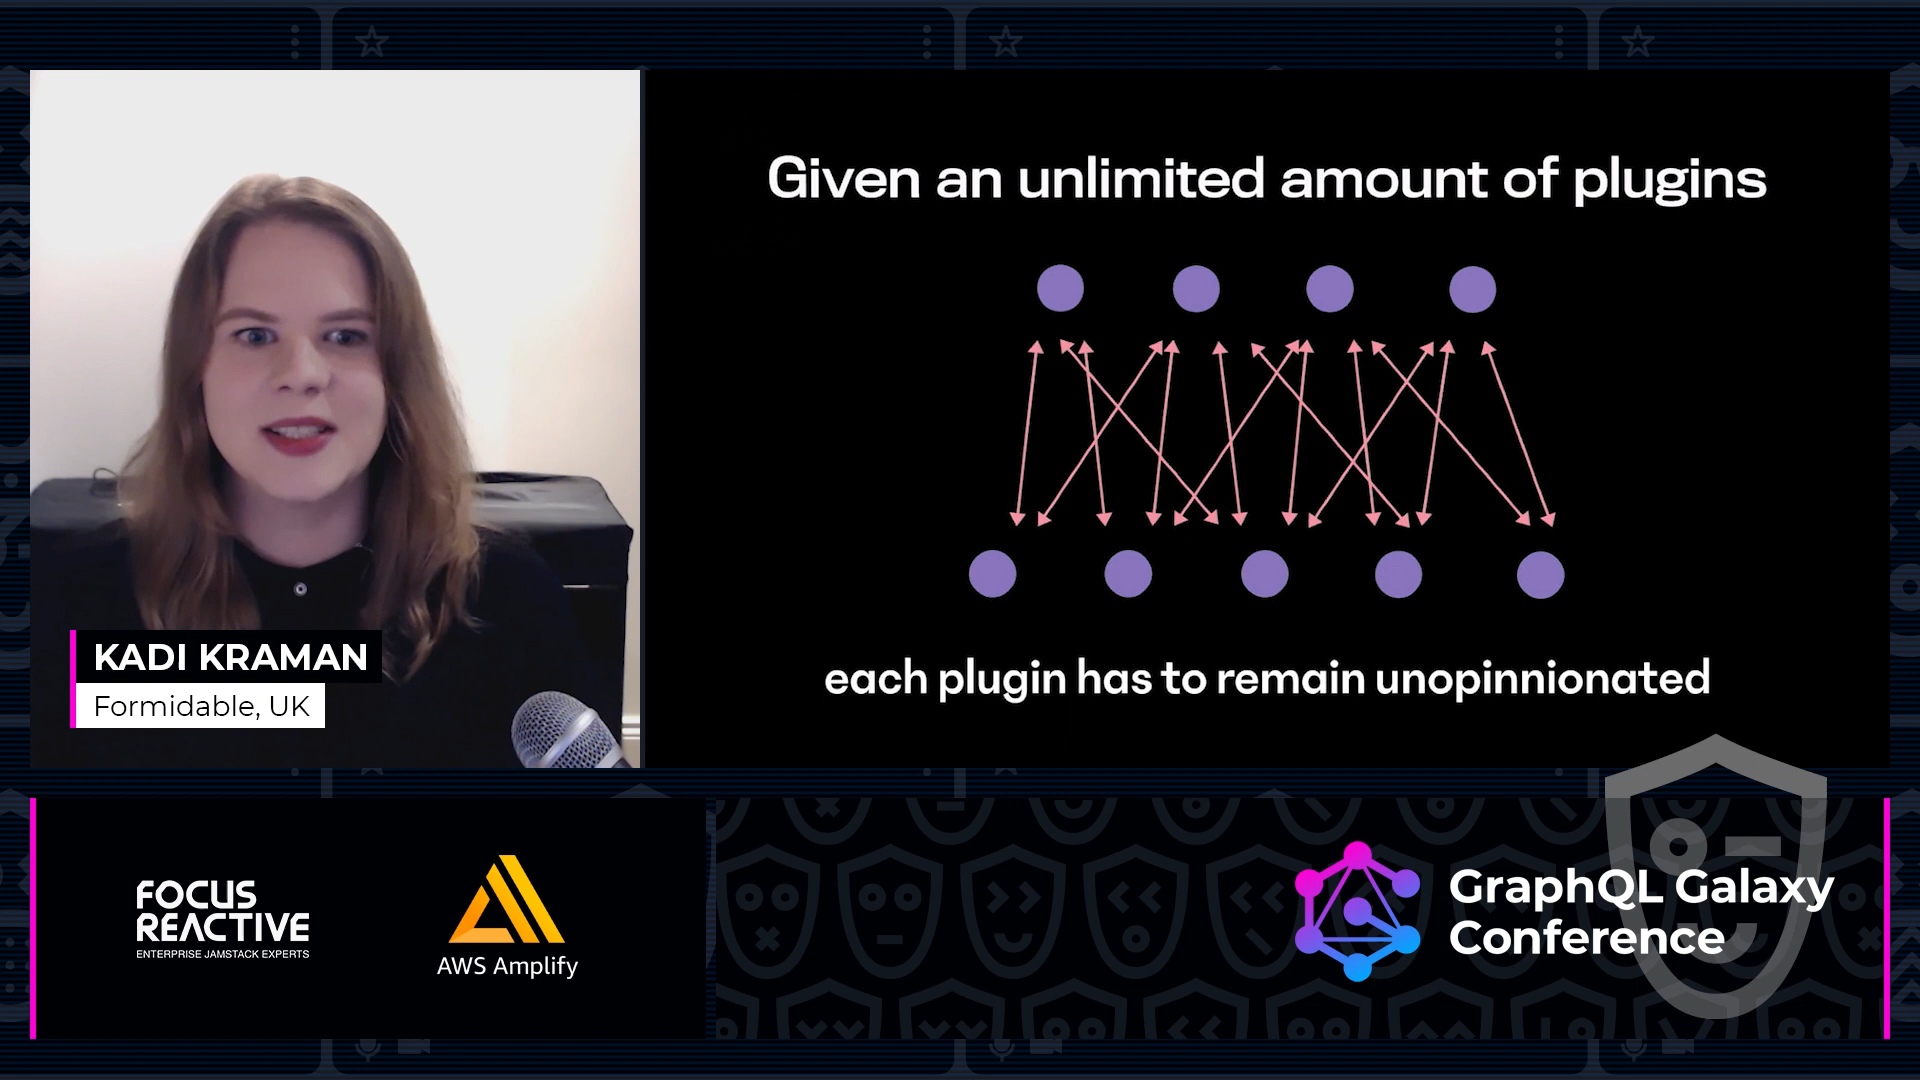 Given an unlimited amount of plugins
each plugin has to remain unopinnionated
KADI KRAMAN
Formidable, UK
FOCUS
REACTIVE
ENTERPRISE JAMSTACK EXPERTS
AWS Amplify
GraphQL Galaxy
Conference